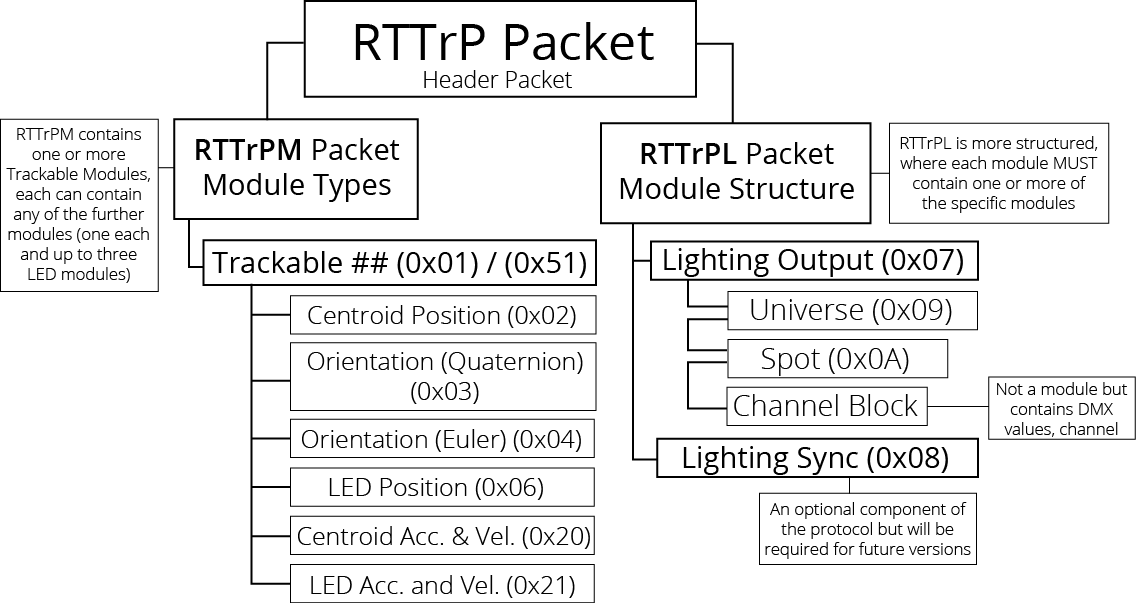 RTTrP Packet
Header Packet
RTTrPM contains
one or more
Trackable Modules,
each can contain
any of the further
modules (one each
and up to three
LED modules)
RTTrPM Packet
Module Types
Trackable ## (0x01) / (0x51)
Centroid Position (0x02)
Orientation (Quaternion)
(0x03)
Orientation (Euler) (0x04)
LED Position (0x06)
Centroid Acc. & Vel. (0x20)
LED Acc. and Vel. (0x21)
RTTrPL Packet
Module Structure
RTTrPL is more structured,
where each module MUST
contain one or more of
the specific modules
Lighting Output (0x07)
Universe (0x09)
Spot (0x0A)
Channel Block
Not a module but
contains DMX
values, channel
Lighting Sync (0x08)
An optional component of
the protocol but will be
required for future versions